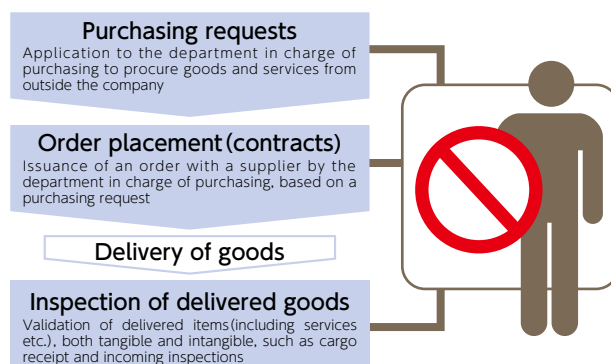 Purchasing requests
Application to the department in charge of
purchasing to procure goods and services from
outside the company
Order placement (contracts)
Issuance of an order with a supplier by the
department in charge of purchasing, based on a
purchasing request
Delivery of goods
Inspection of delivered goods
Validation of delivered items (including services
etc.), both tangible and intangible, such as cargo
receipt and incoming inspections